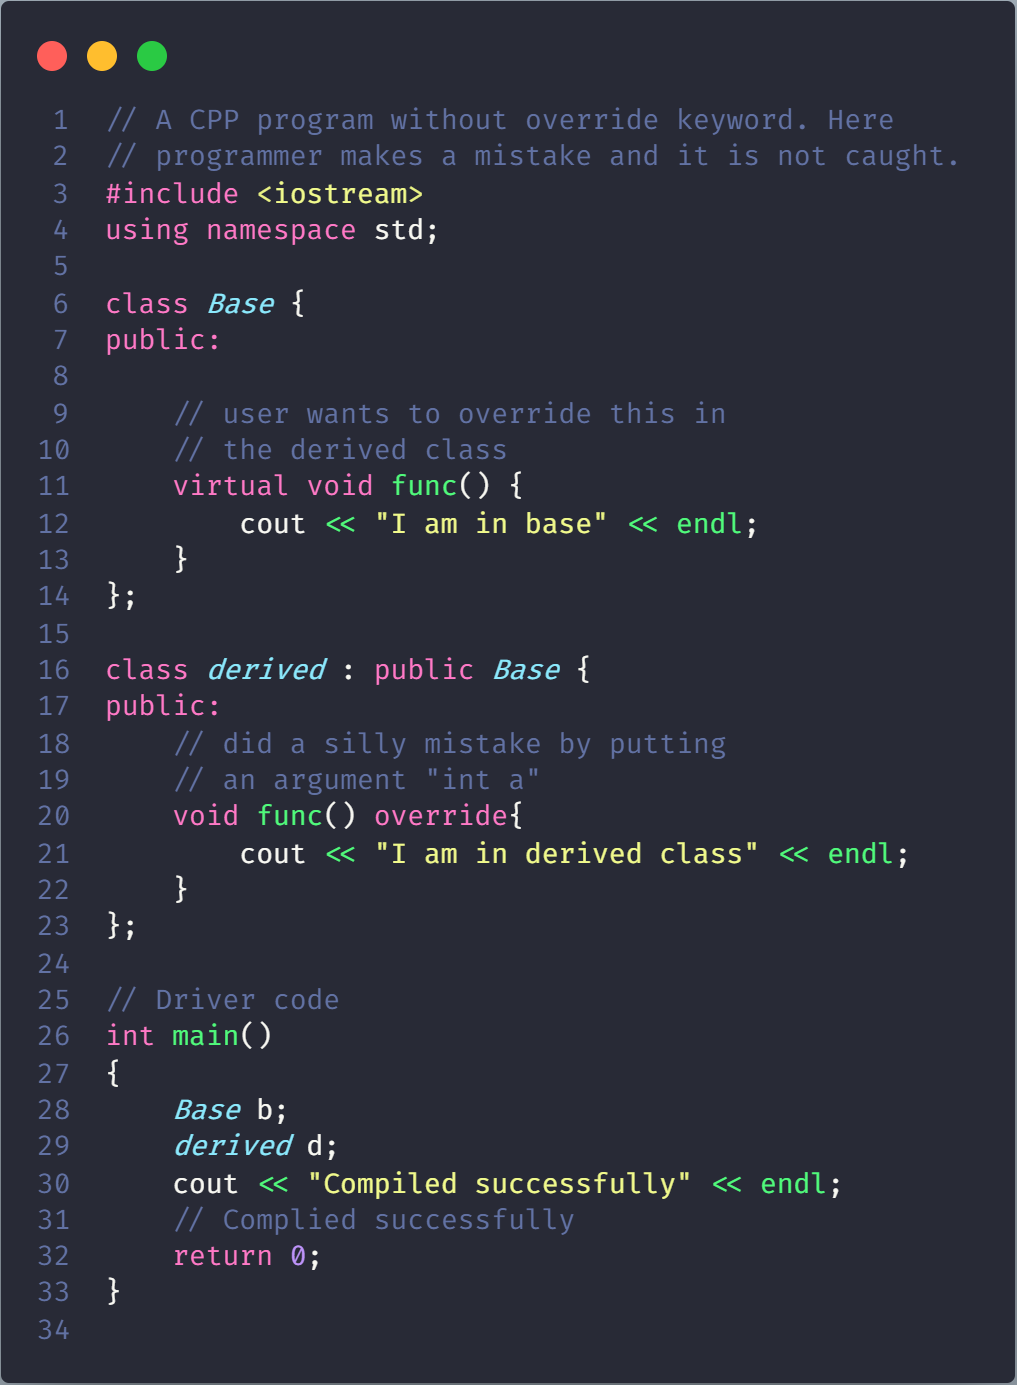 1 // A CPP program without override keyword. Here
2 // programmer makes a mistake and it is not caught.
3 #include <iostream>
4 using namespace std;
5
6 class Base {
7 public:
8
9     // user wants to override this in
10     // the derived class
11     virtual void func() {
12         cout << "I am in base" << endl;
13     }
14 };
15
16 class derived : public Base {
17 public:
18     // did a silly mistake by putting
19     // an argument "int a"
20     void func() override{
21         cout << "I am in derived class" << endl;
22     }
23 };
24
25 // Driver code
26 int main()
27 {
28     Base b;
29     derived d;
30     cout << "Compiled successfully" << endl;
31     // Complied successfully
32     return 0;
33 }
34